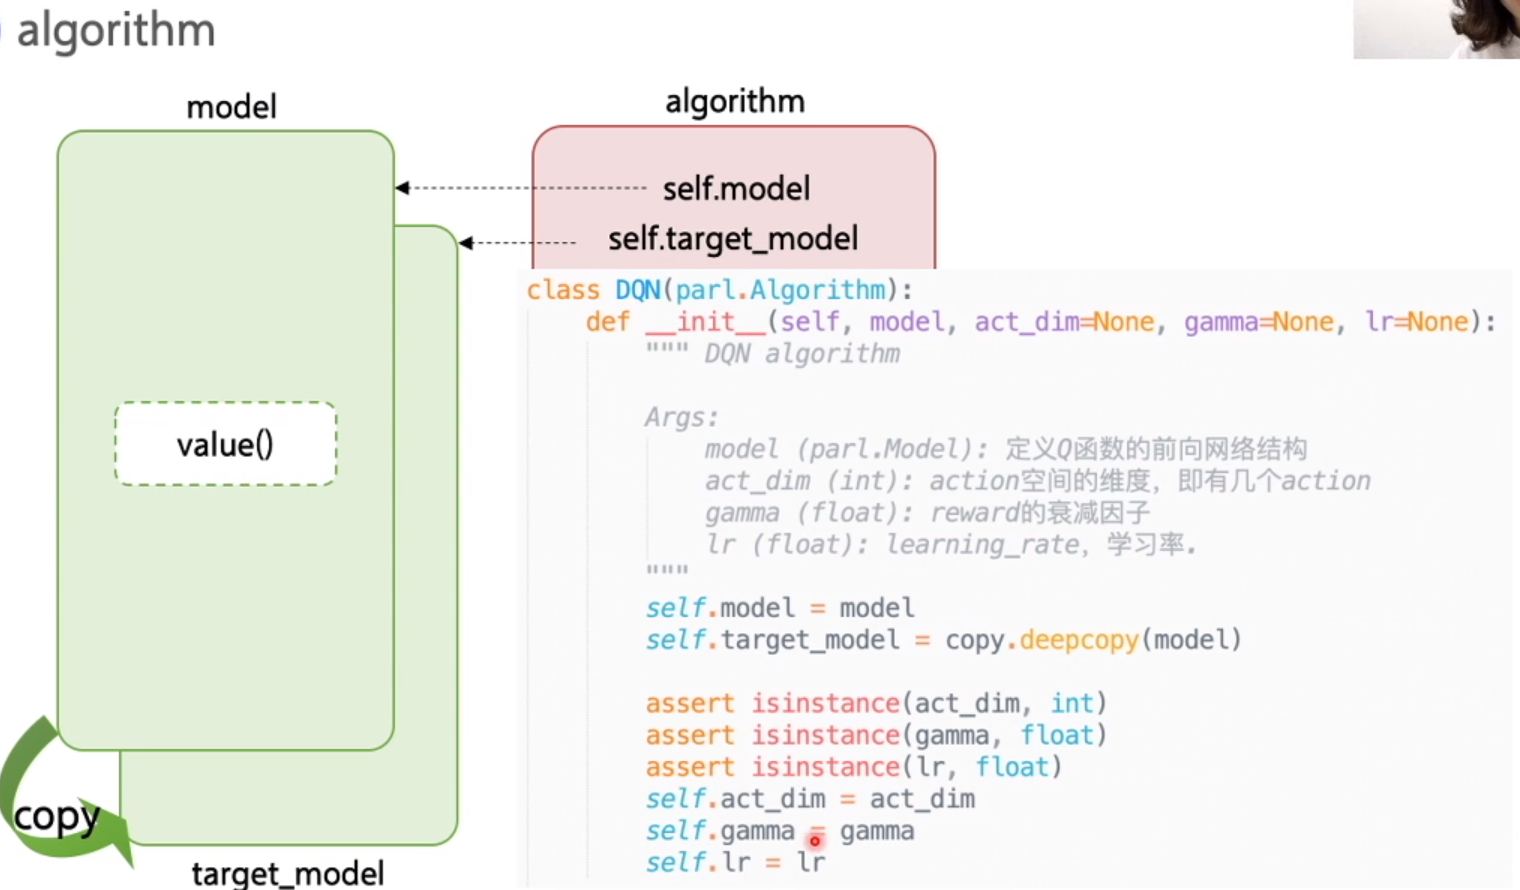 algorithm
model
algorithm
self.model
self.target_model
value()
copy
target_model
class DQN(parl.Algorithm):
def __init__(self, model, act_dim=None, gamma=None, lr=None):
""" DQN algorithm
Args:
model (parl.Model): 定义Q函数的前向网络结构
act_dim (int): action空间的维度，即有几个action
gamma (float): reward的衰减因子
lr (float): learning_rate，学习率.
"""
self.model = model
self.target_model = copy.deepcopy(model)
assert isinstance(act_dim, int)
assert isinstance(gamma, float)
assert isinstance(lr, float)
self.act_dim = act_dim
self.gamma = gamma
self.lr = lr